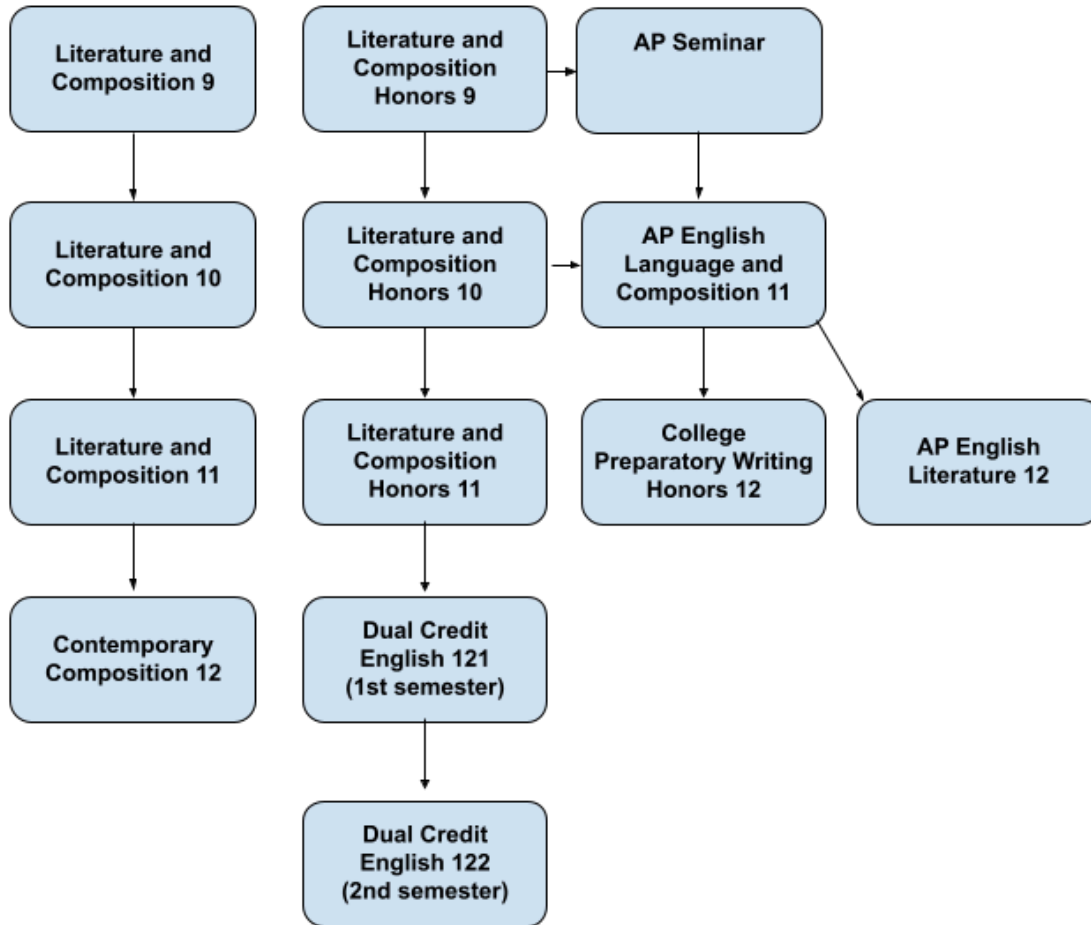 Literature and
Composition 9
Literature and
Composition
Honors 9
AP Seminar
Literature and
Composition 10
Literature and
Composition
Honors 10
AP English
Language and
Composition 11
Literature and
Composition 11
Literature and
Composition
Honors 11
College
Preparatory Writing
Honors 12
AP English
Literature 12
Contemporary
Composition 12
Dual Credit
English 121
(1st semester)
Dual Credit
English 122
(2nd semester)